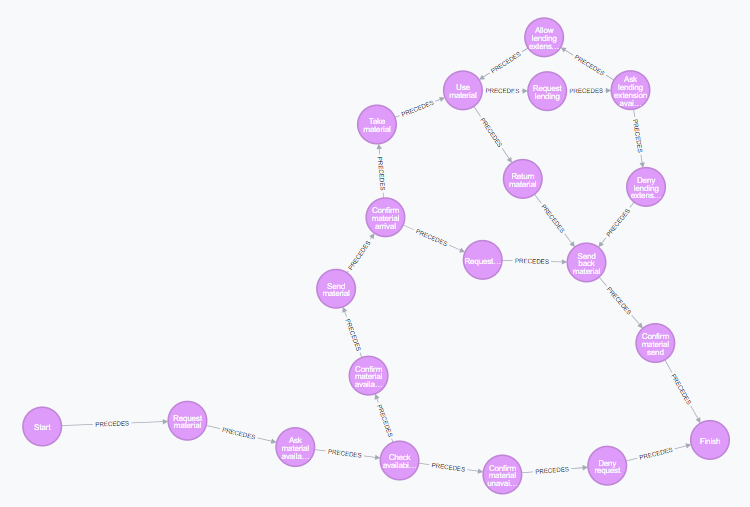 Allow
lending
extens...
PRECEDES
PRECEDES
Use
material
PRECEDES
Request
lending
PRECEDES
Ask
lending
extension
avai...
PRECEDES
Take
material
PRECEDES
PRECEDES
PRECEDES
Return
material
Deny
lending
extens...
PRECEDES
Confirm
material
arrival
PRECEDES
PRECEDES
PRECEDES
Request...
PRECEDES
Send
back
material
PRECEDES
Send
material
PRECEDES
PRECEDES
Confirm
material
send
PRECEDES
Confirm
material
availa...
PRECEDES
Start
PRECEDES
Request
material
PRECEDES
Ask
material
availa...
PRECEDES
Check
availabi...
PRECEDES
Confirm
material
unavai...
PRECEDES
Deny
request
PRECEDES
Finish